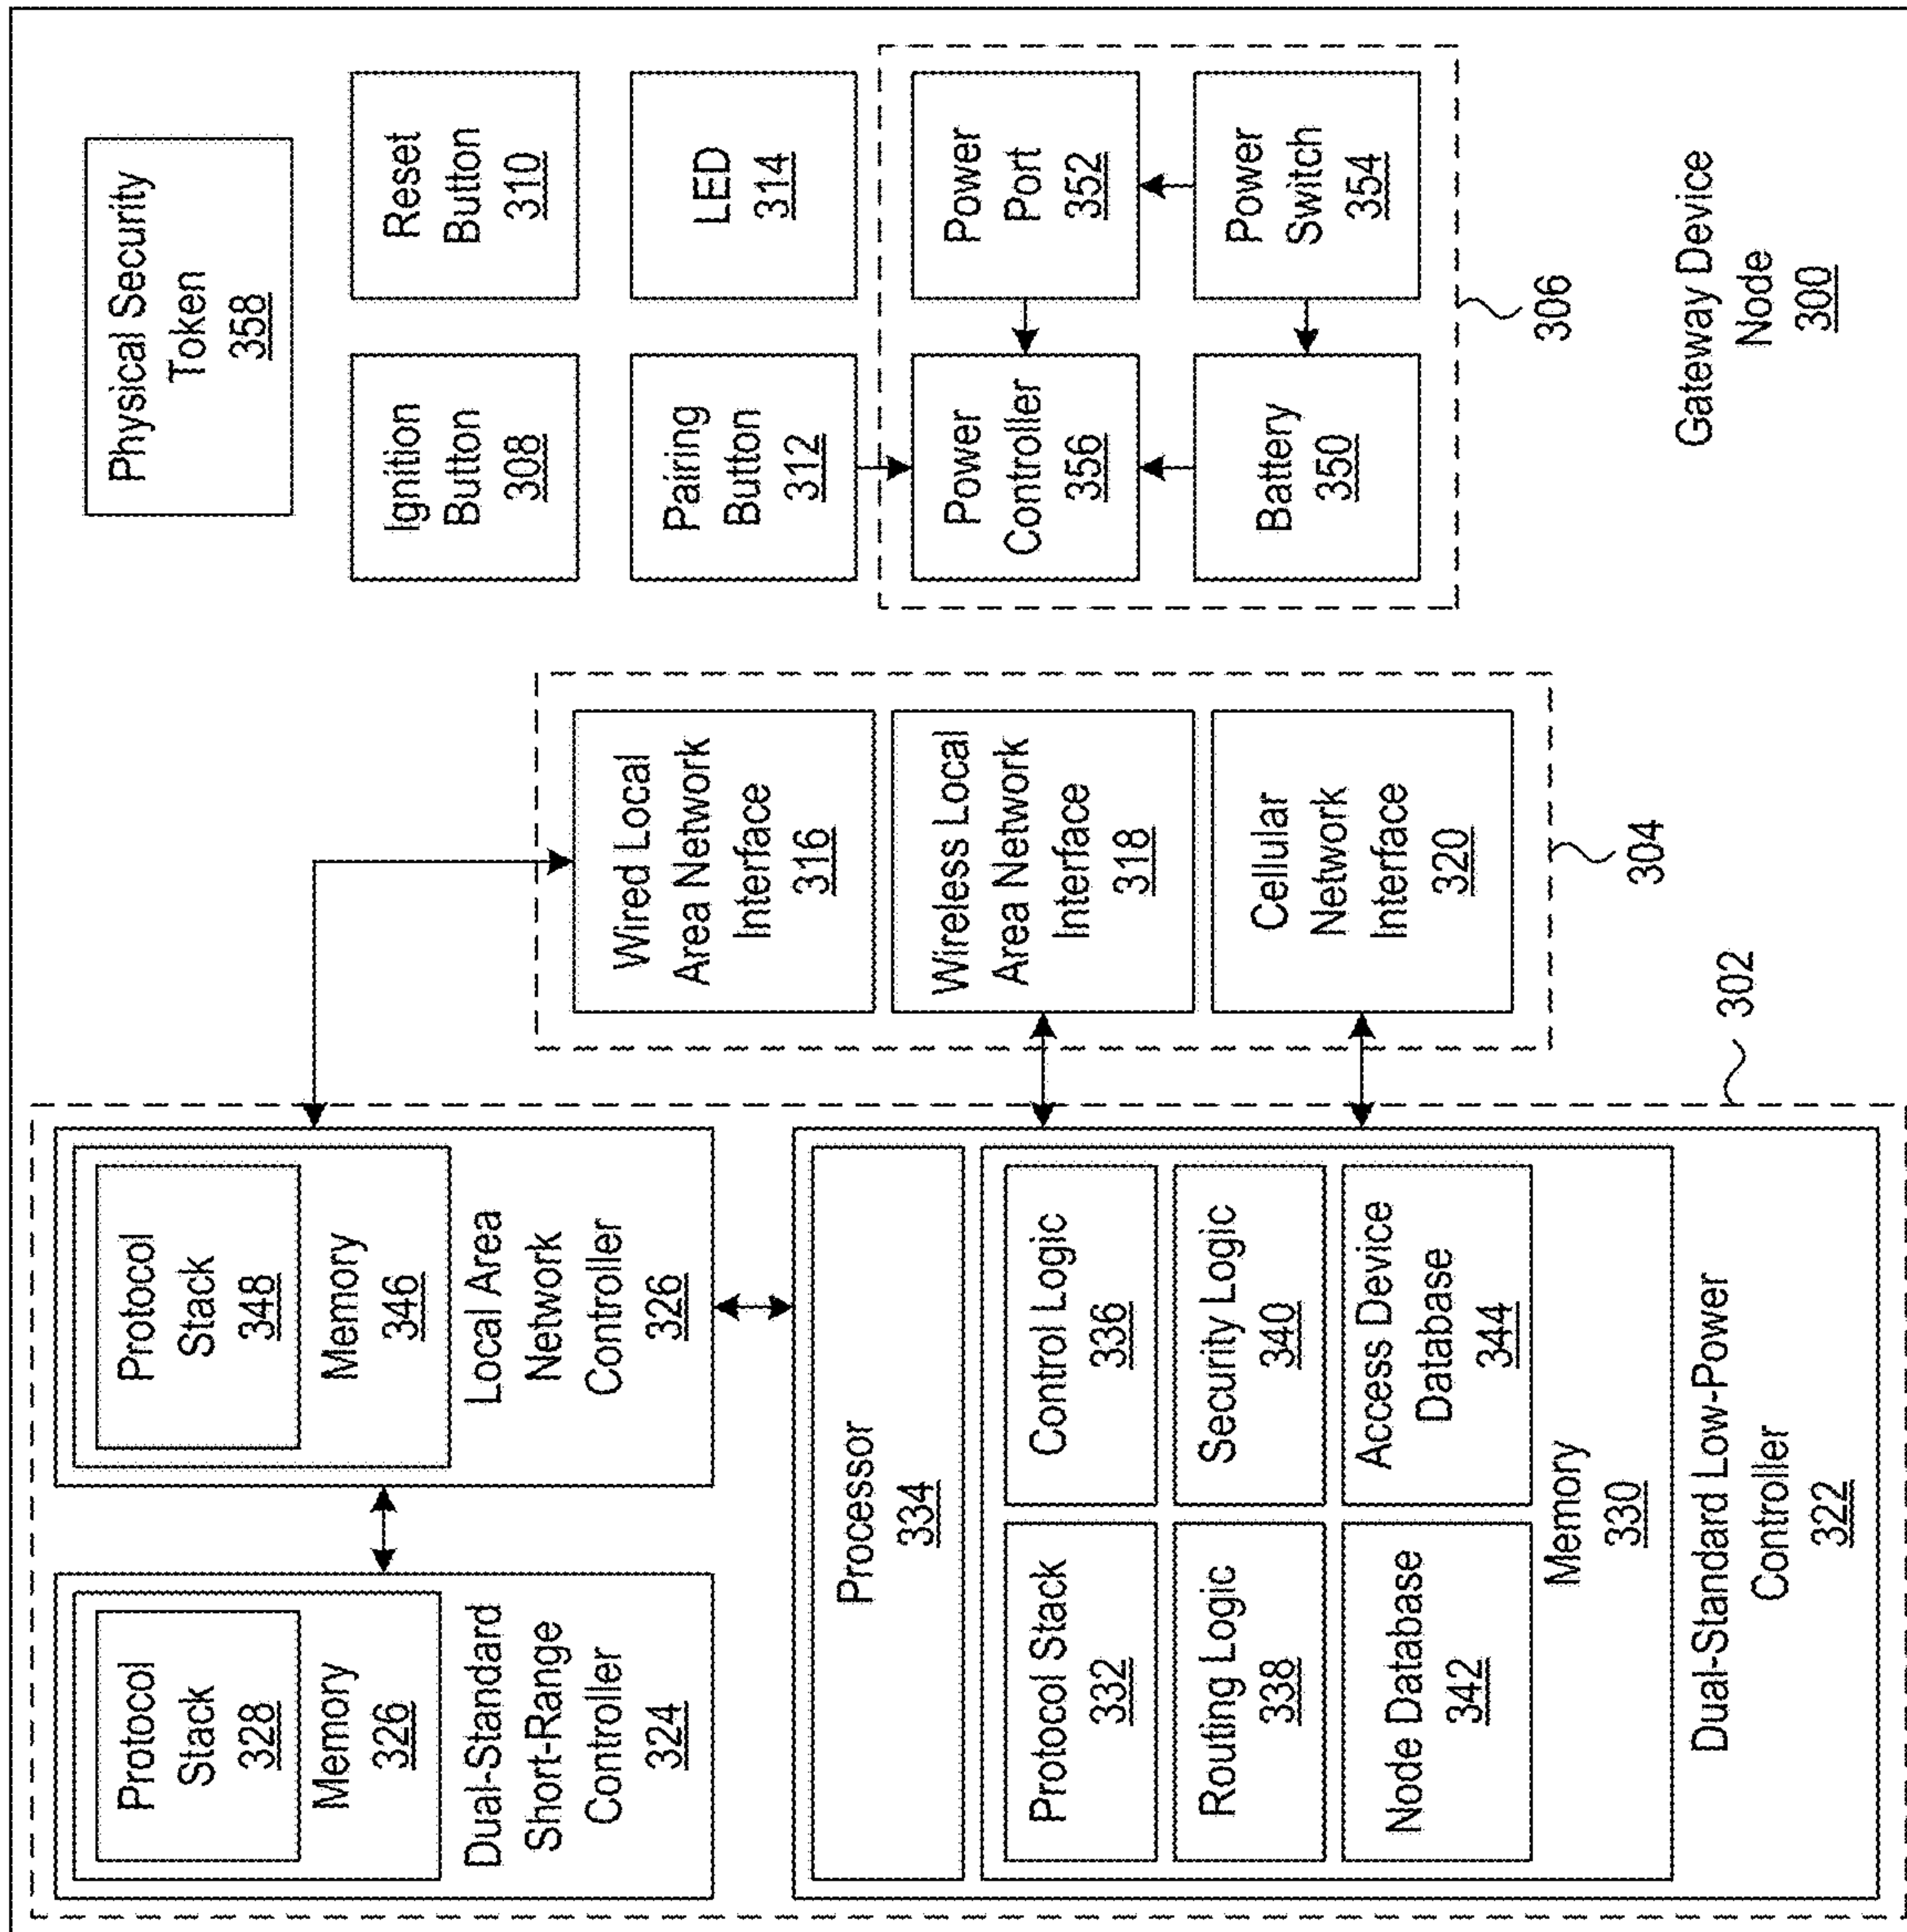 Protocol
Stack
328
Memory
326
Dual-Standard
Short-Range
Controller
324
Protocol
Stack
348
Memory
346
Local Area
Network
Controller
326
Processor
334
Protocol Stack
332
Control Logic
336
Routing Logic
338
Security Logic
340
Node Database
342
Access Device
Database
344
Memory
330
Dual-Standard Low-Power
Controller
322
302
Wired Local
Area Network
Interface
316
Wireless Local
Area Network
Interface
318
Cellular
Network
Interface
320
304
Physical Security
Token
358
Ignition
Button
308
Reset
Button
310
Pairing
Button
312
LED
314
Power
Controller
356
Power
Port
352
Battery
350
Power
Switch
354
306
Gateway Device
Node
300